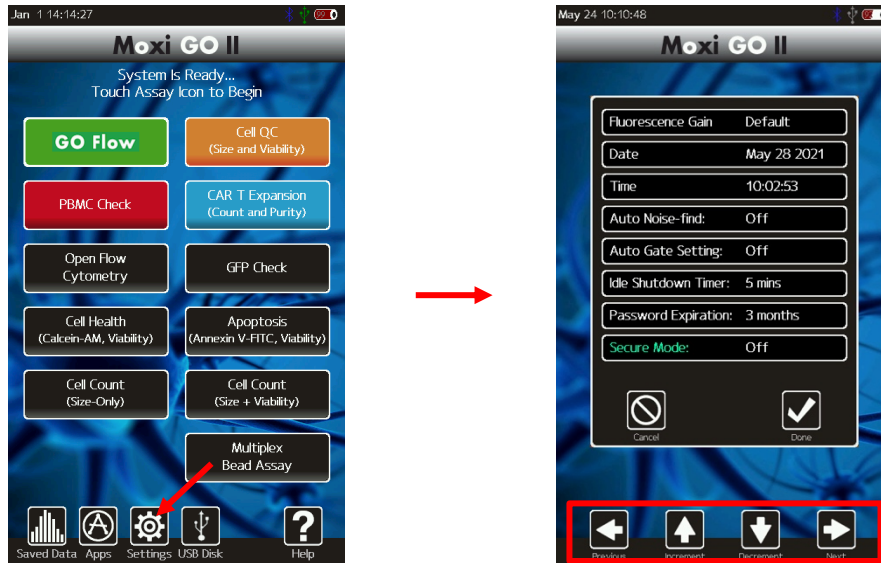 Jan 1 14:14:27
Moxi GO II
System Is Ready...
Touch Assay Icon to Begin
GO Flow
Cell QC
(Size and Viability)
PBMC Check
CAR T Expansion
(Count and Purity)
Open Flow
Cytometry
GFP Check
Cell Health
(Calcein-AM, Viability)
Apoptosis
(Annexin V-FITC, Viability)
Cell Count
(Size-Only)
Cell Count
(Size + Viability)
Multiplex
Bead Assay
Saved Data
Apps
Settings
USB Disk
Help
May 24 10:10:48
Moxi GO II
Fluorescence Gain Default
Date May 28 2021
Time 10:02:53
Auto Noise-find: Off
Auto Gate Setting: Off
Idle Shutdown Timer: 5 mins
Password Expiration: 3 months
Secure Mode: Off
Cancel
Done
Previous
Increment
Decrement
Next